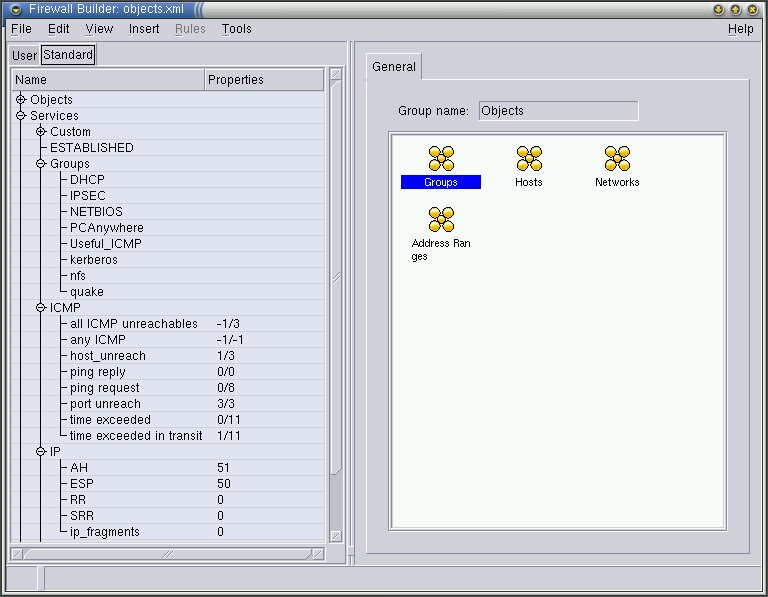 Firewall Builder: objects.xml
File Edit View Insert Rules Tools Help
User Standard
Name Properties
Objects
Services
Custom
ESTABLISHED
Groups
DHCP
IPSEC
NETBIOS
PCAnywhere
Useful_ICMP
kerberos
nfs
quake
ICMP
all ICMP unreachables -1/3
any ICMP -1/-1
host_unreach 1/3
ping reply 0/0
ping request 0/8
port unreach 3/3
time exceeded 0/11
time exceeded in transit 1/11
IP
AH 51
ESP 50
RR 0
SRR 0
ip_fragments 0
General
Group name: Objects
Groups Hosts Networks
Address Ran
ges